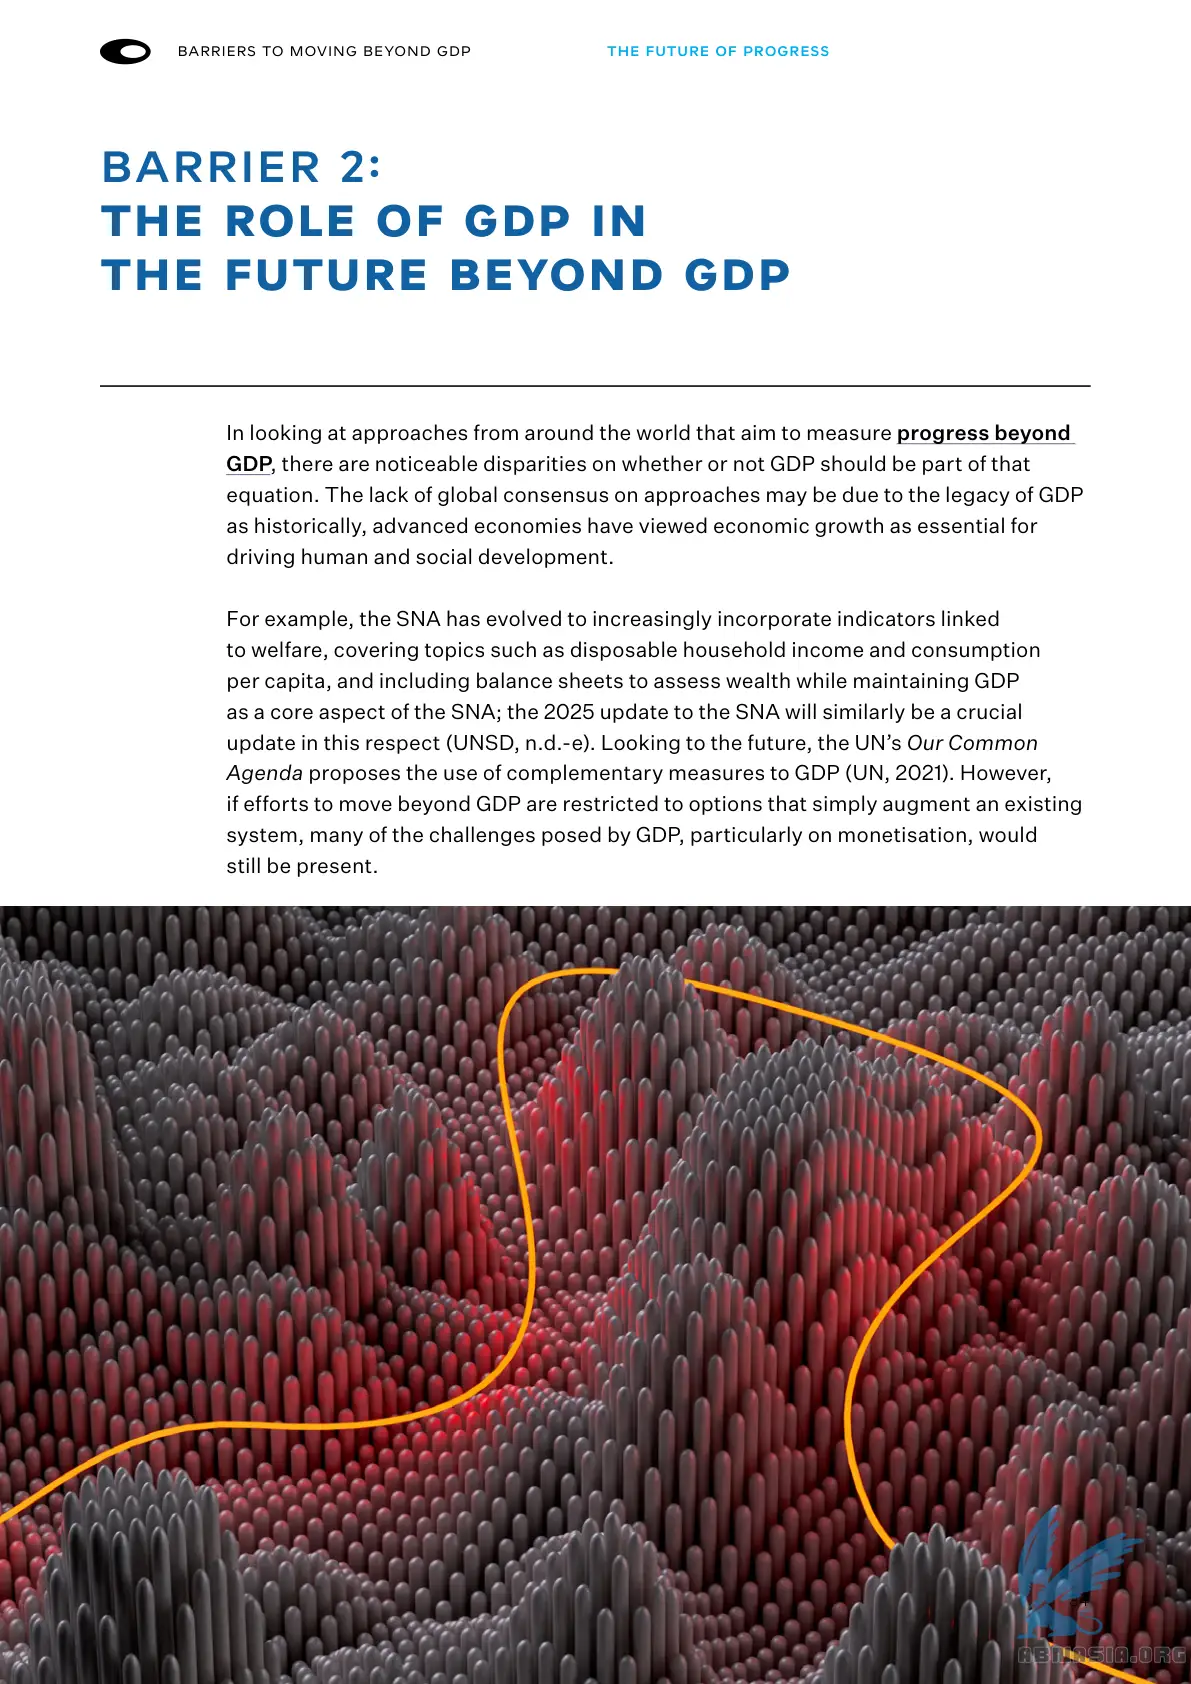 BARRIERS TO MOVING BEYOND GDP
THE FUTURE OF PROGRESS
BARRIER 2:
THE ROLE OF GDP IN
THE FUTURE BEYOND GDP
In looking at approaches from around the world that aim to measure progress beyond
GDP, there are noticeable disparities on whether or not GDP should be part of that
equation. The lack of global consensus on approaches may be due to the legacy of GDP
as historically, advanced economies have viewed economic growth as essential for
driving human and social development.
For example, the SNA has evolved to increasingly incorporate indicators linked
to welfare, covering topics such as disposable household income and consumption
per capita, and including balance sheets to assess wealth while maintaining GDP
as a core aspect of the SNA; the 2025 update to the SNA will similarly be a crucial
update in this respect (UNSD, n.d.-e). Looking to the future, the UN’s Our Common
Agenda proposes the use of complementary measures to GDP (UN, 2021). However,
if efforts to move beyond GDP are restricted to options that simply augment an existing
system, many of the challenges posed by GDP, particularly on monetisation, would
still be present.
ABNASIA.ORG